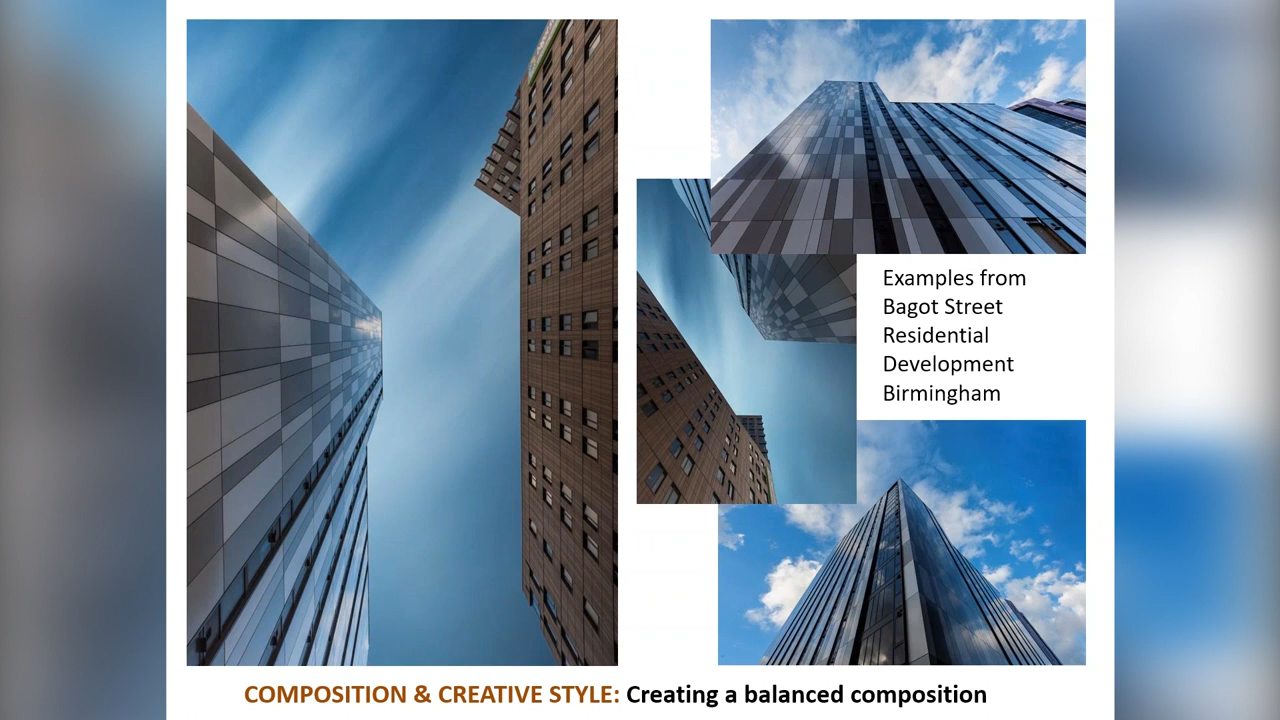 Examples from
Bagot Street
Residential
Development
Birmingham
COMPOSITION & CREATIVE STYLE: Creating a balanced composition